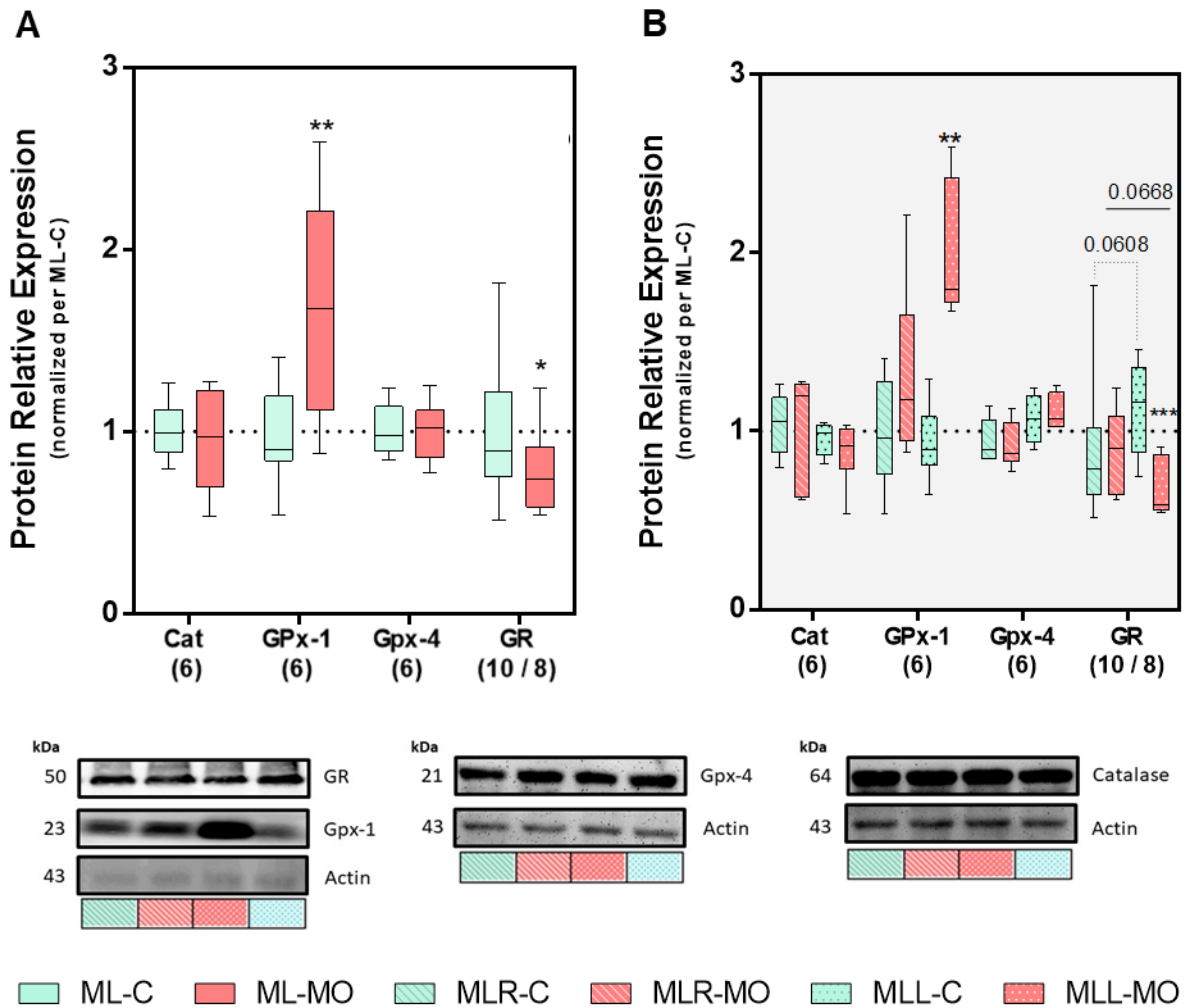 A
Protein Relative Expression
(normalized per ML-C)
3
2
1
0
**
*
Cat
(6)
GPx-1
(6)
Gpx-4
(6)
GR
(10 / 8)
B
Protein Relative Expression
(normalized per ML-C)
3
2
1
0
**
0.0668
0.0608
***
Cat
(6)
GPx-1
(6)
Gpx-4
(6)
GR
(10 / 8)
kDa
50 GR
23 Gpx-1
43 Actin
kDa
21 Gpx-4
43 Actin
kDa
64 Catalase
43 Actin
ML-C ML-MO MLR-C MLR-MO MLL-C MLL-MO